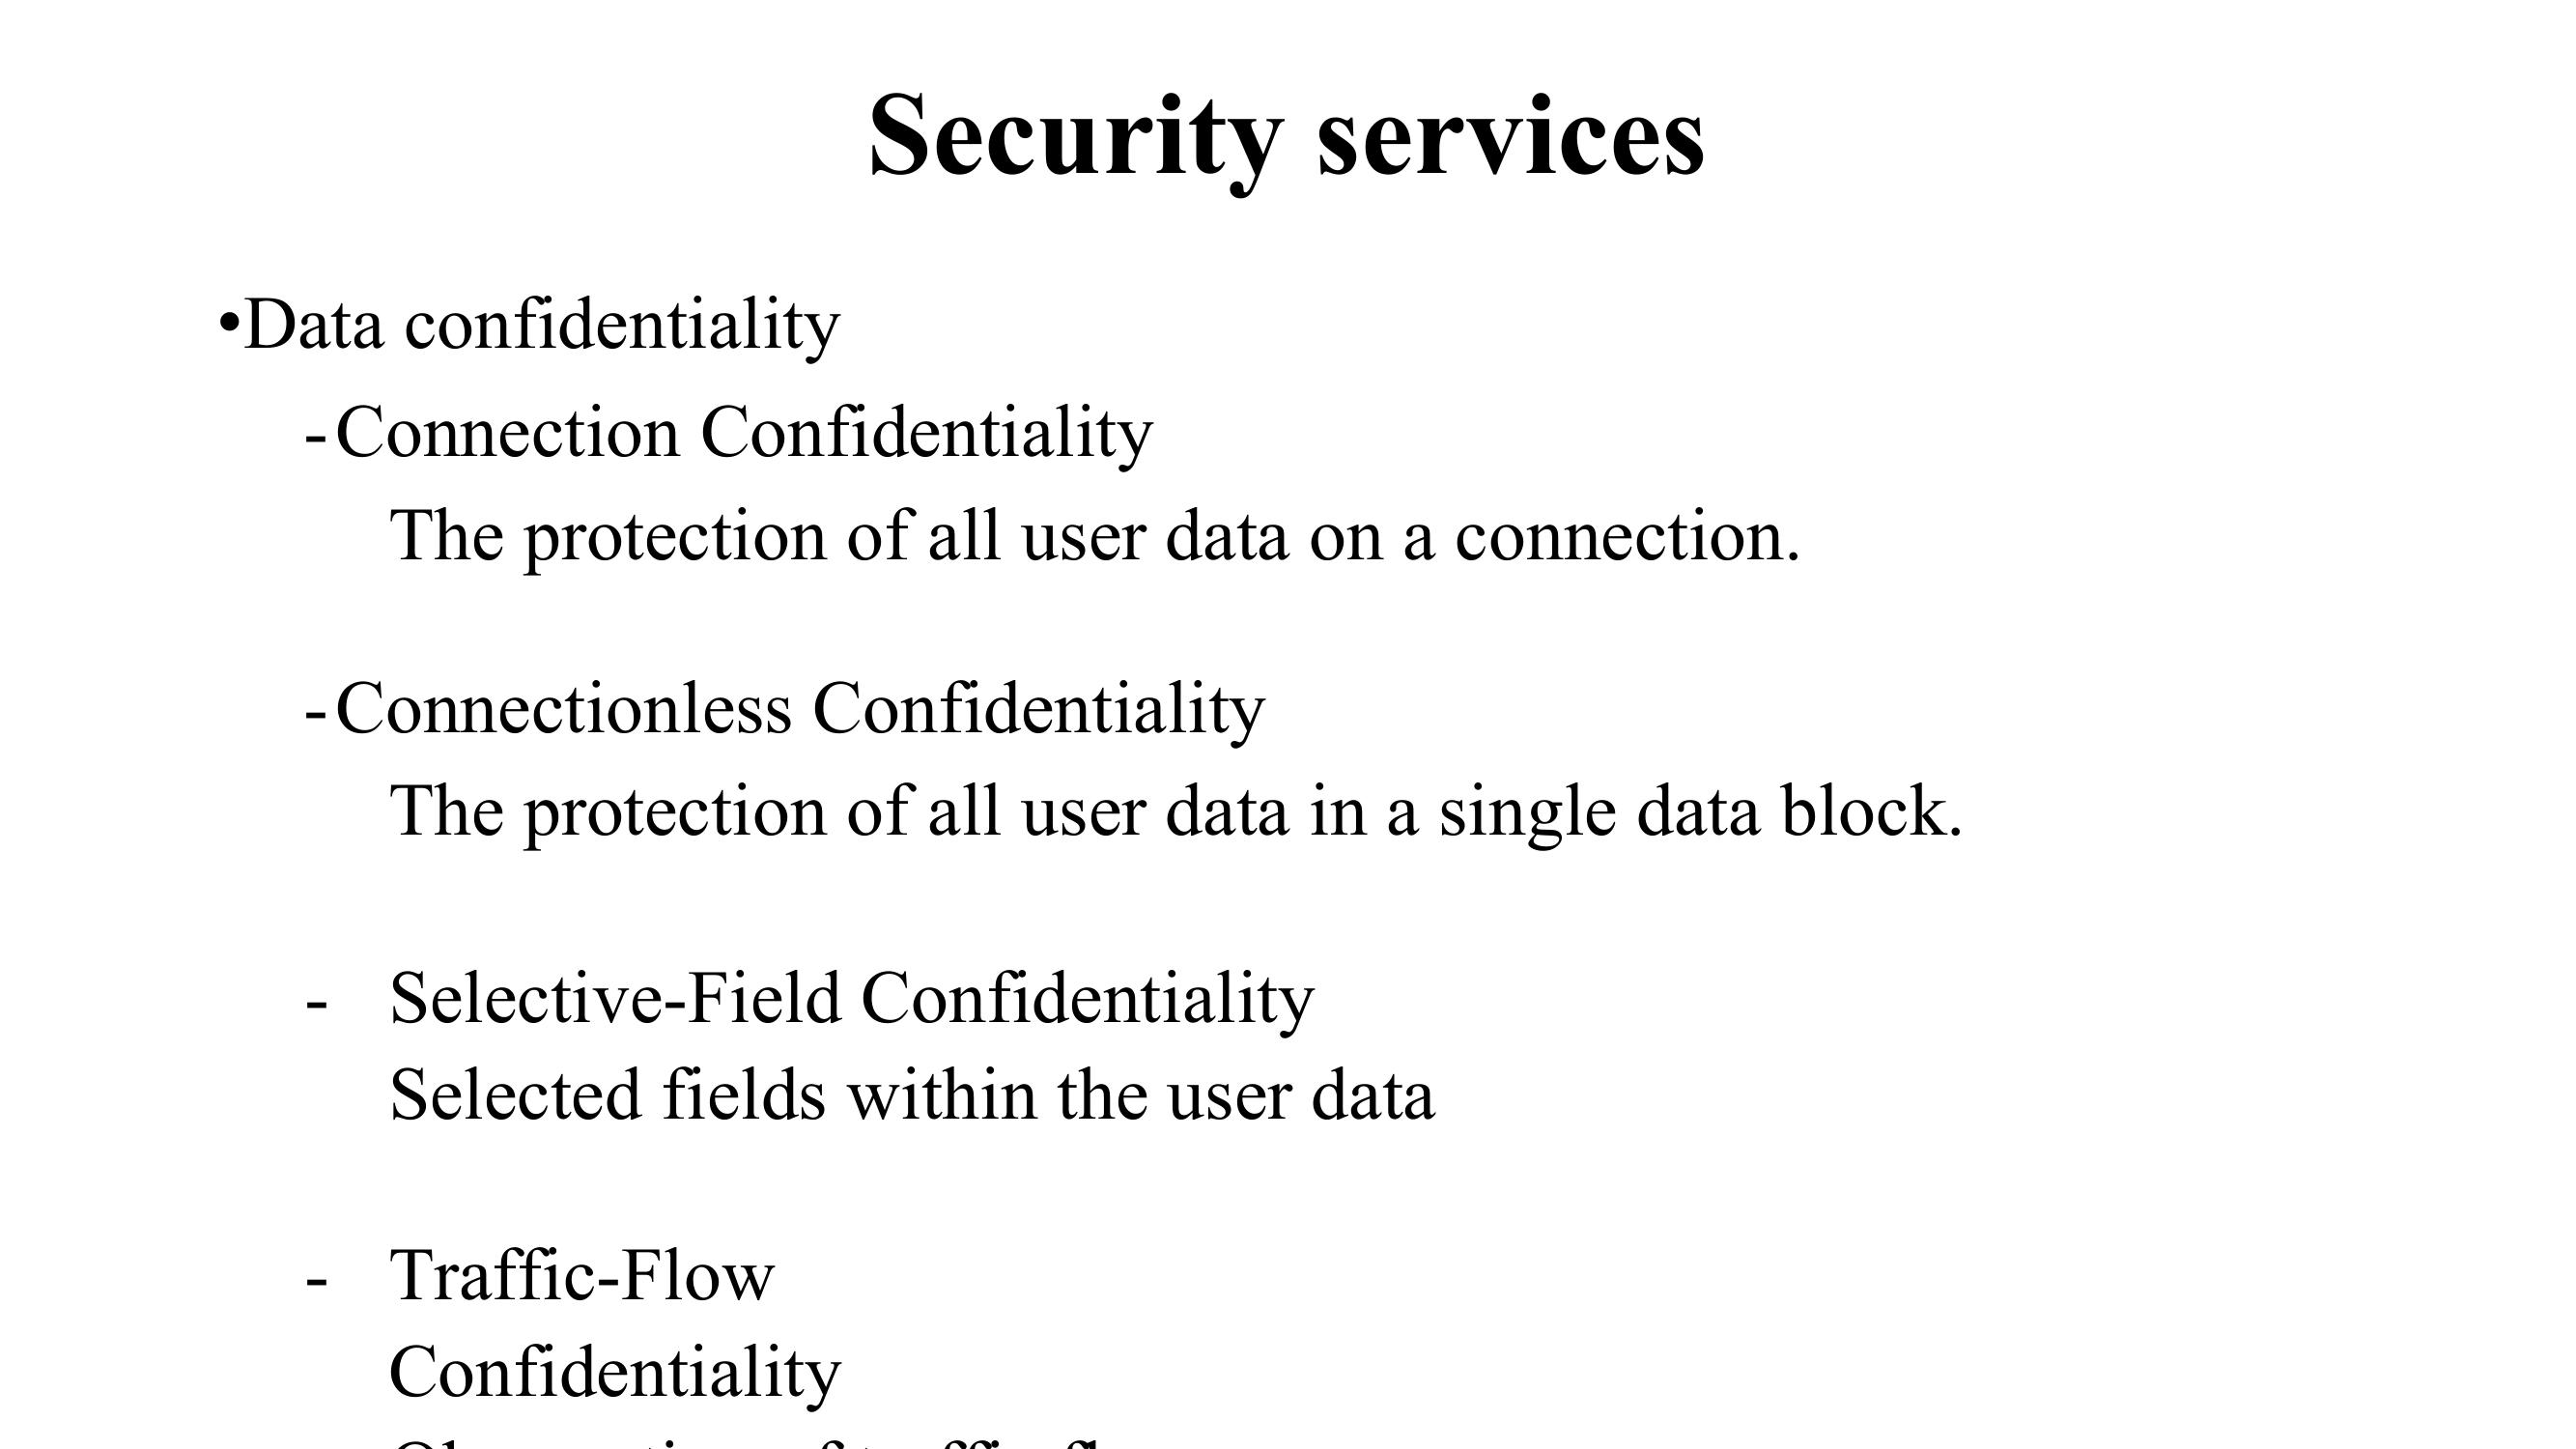 Security services
•Data confidentiality
-Connection Confidentiality
The protection of all user data on a connection.
-Connectionless Confidentiality
The protection of all user data in a single data block.
- Selective-Field Confidentiality
Selected fields within the user data
- Traffic-Flow
Confidentiality